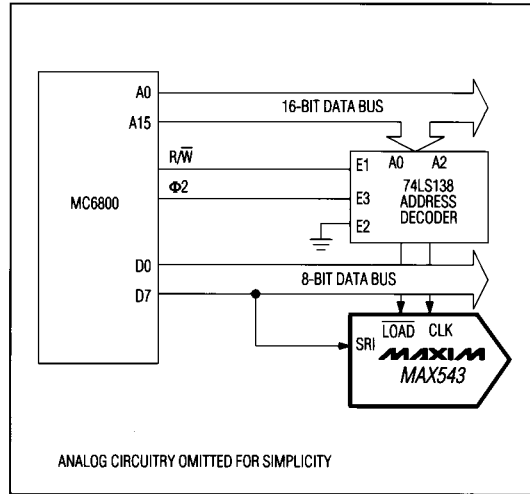 A0
16-BIT DATA BUS
A15
R/W̅
E1 A0 A2
74LS138
ADDRESS
DECODER
MC6800
Φ2
E3
E2
D0
8-BIT DATA BUS
D7
SRI L̅O̅A̅D̅ CLK
MAXIM
MAX543
ANALOG CIRCUITRY OMITTED FOR SIMPLICITY